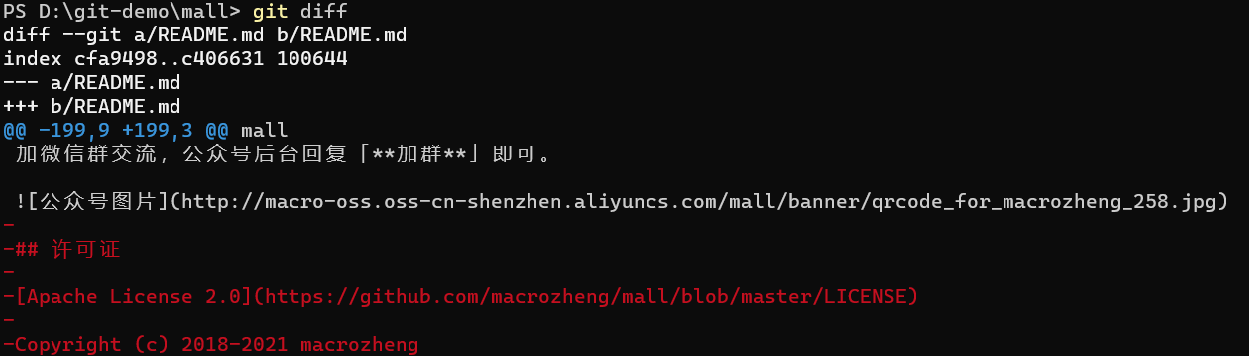 PS D:\git-demo\mall> git diff
diff --git a/README.md b/README.md
index cfa9498..c406631 100644
--- a/README.md
+++ b/README.md
@@ -199,9 +199,3 @@ mall
 加微信群交流，公众号后台回复「**加群**」即可。

 ![公众号图片](http://macro-oss.oss-cn-shenzhen.aliyuncs.com/mall/banner/qrcode_for_macrozheng_258.jpg)
-
-## 许可证
-
-[Apache License 2.0](https://github.com/macrozheng/mall/blob/master/LICENSE)
-
-Copyright (c) 2018-2021 macrozheng